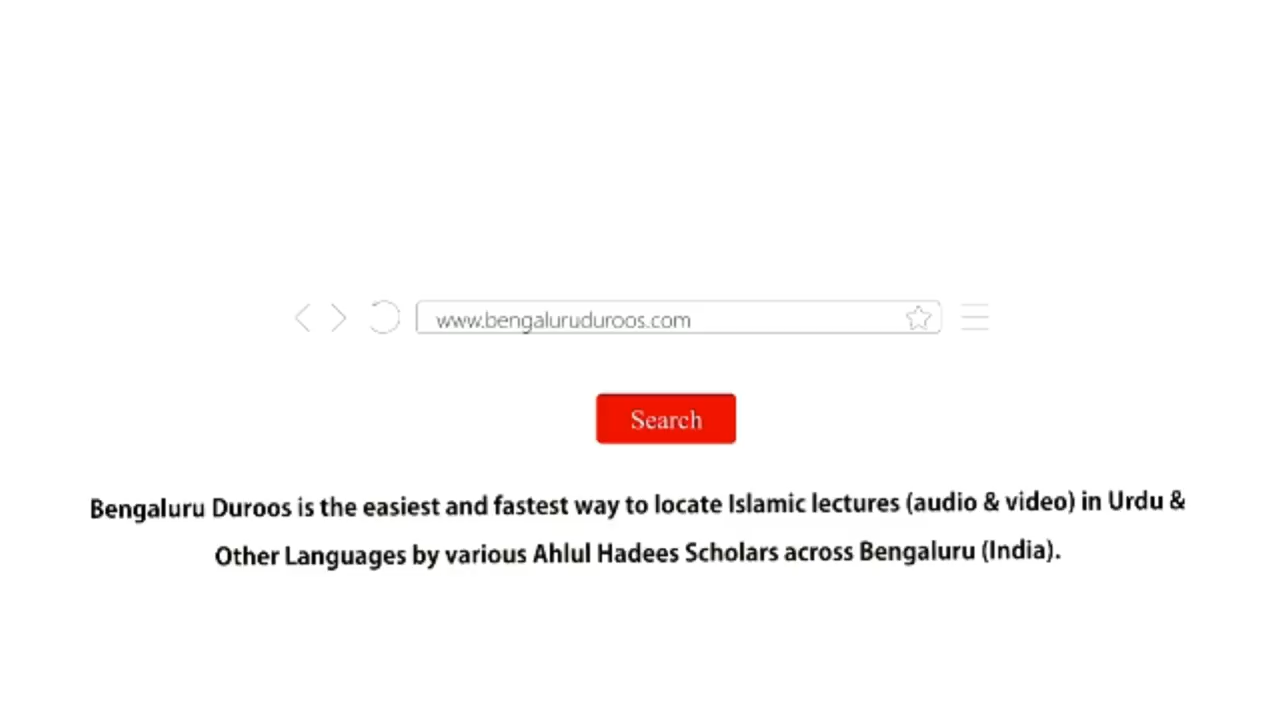 www.bengaluruduroos.com
Search
Bengaluru Duroos is the easiest and fastest way to locate Islamic lectures (audio & video) in Urdu &
Other Languages by various Ahlul Hadees Scholars across Bengaluru (India).